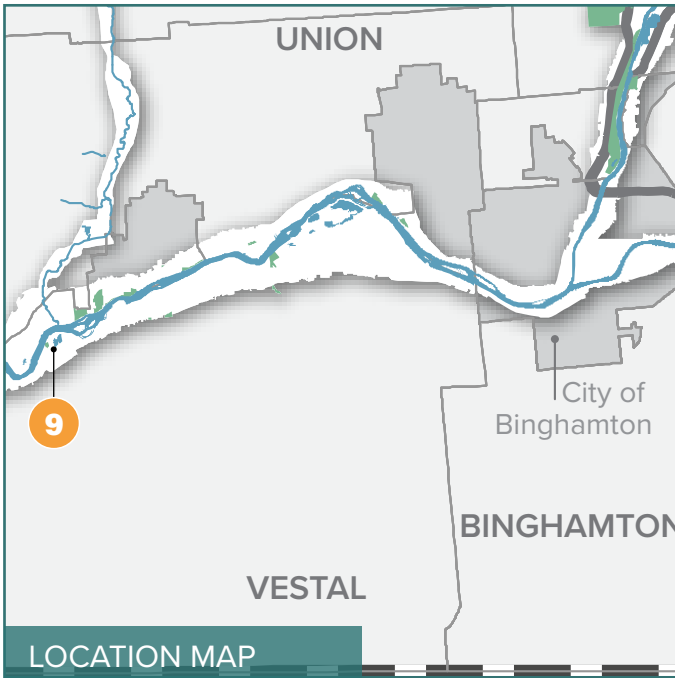 UNION
9
City of
Binghamton
BINGHAMTON
VESTAL
LOCATION MAP